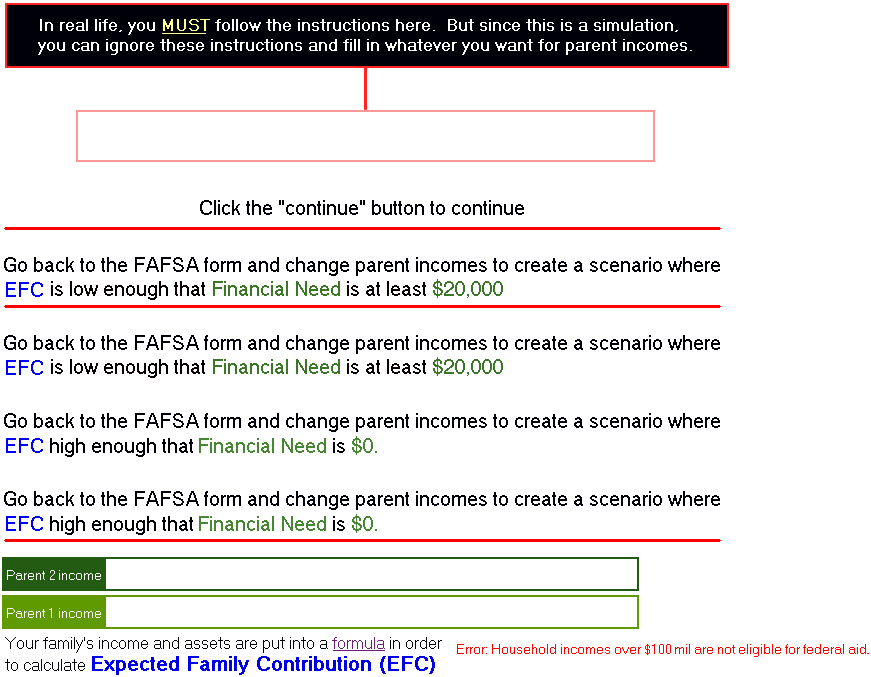 In real life, you MUST follow the instructions here.  But since this is a simulation,
you can ignore these instructions and fill in whatever you want for parent incomes.
Click the "continue" button to continue
Go back to the FAFSA form and change parent incomes to create a scenario where
EFC is low enough that Financial Need is at least $20,000
Go back to the FAFSA form and change parent incomes to create a scenario where
EFC is low enough that Financial Need is at least $20,000
Go back to the FAFSA form and change parent incomes to create a scenario where
EFC high enough that Financial Need is $0.
Go back to the FAFSA form and change parent incomes to create a scenario where
EFC high enough that Financial Need is $0.
Parent 2 income
Parent 1 income
Your family's income and assets are put into a formula in order
to calculate Expected Family Contribution (EFC)
Error: Household incomes over $100 mil are not eligible for federal aid.